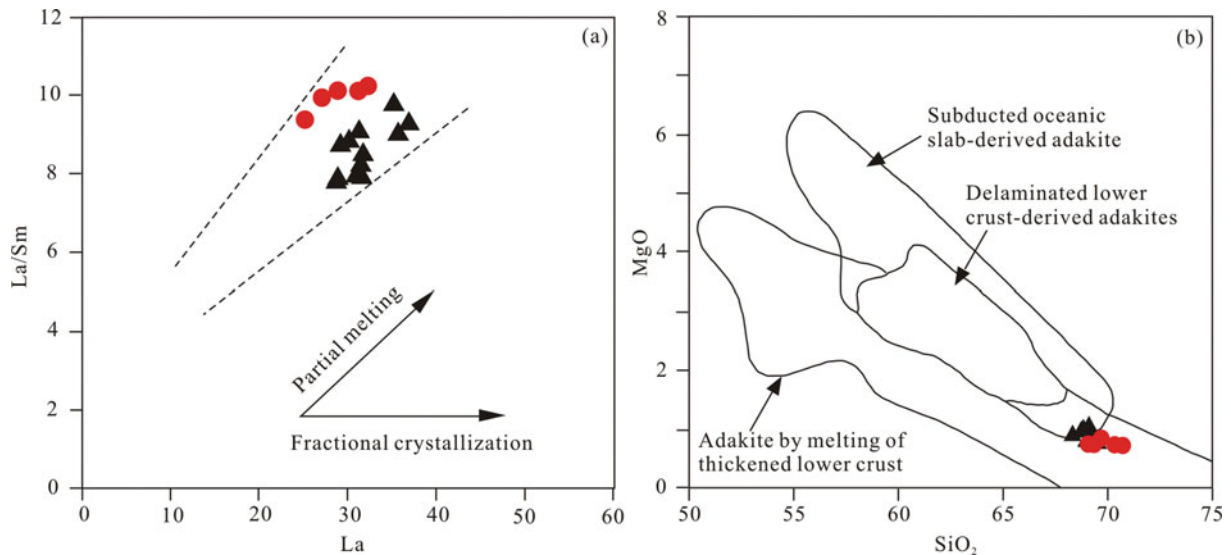 (a)
12
10
8
6
4
2
0
La/Sm
Partial melting
Fractional crystallization
0 10 20 30 40 50 60
La
(b)
8
6
4
2
0
MgO
Subducted oceanic
slab-derived adakite
Delaminated lower
crust-derived adakites
Adakite by melting of
thickened lower crust
50 55 60 65 70 75
SiO₂